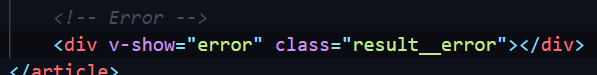 <!-- Error -->
<div v-show="error" class="result__error"></div>
</article>